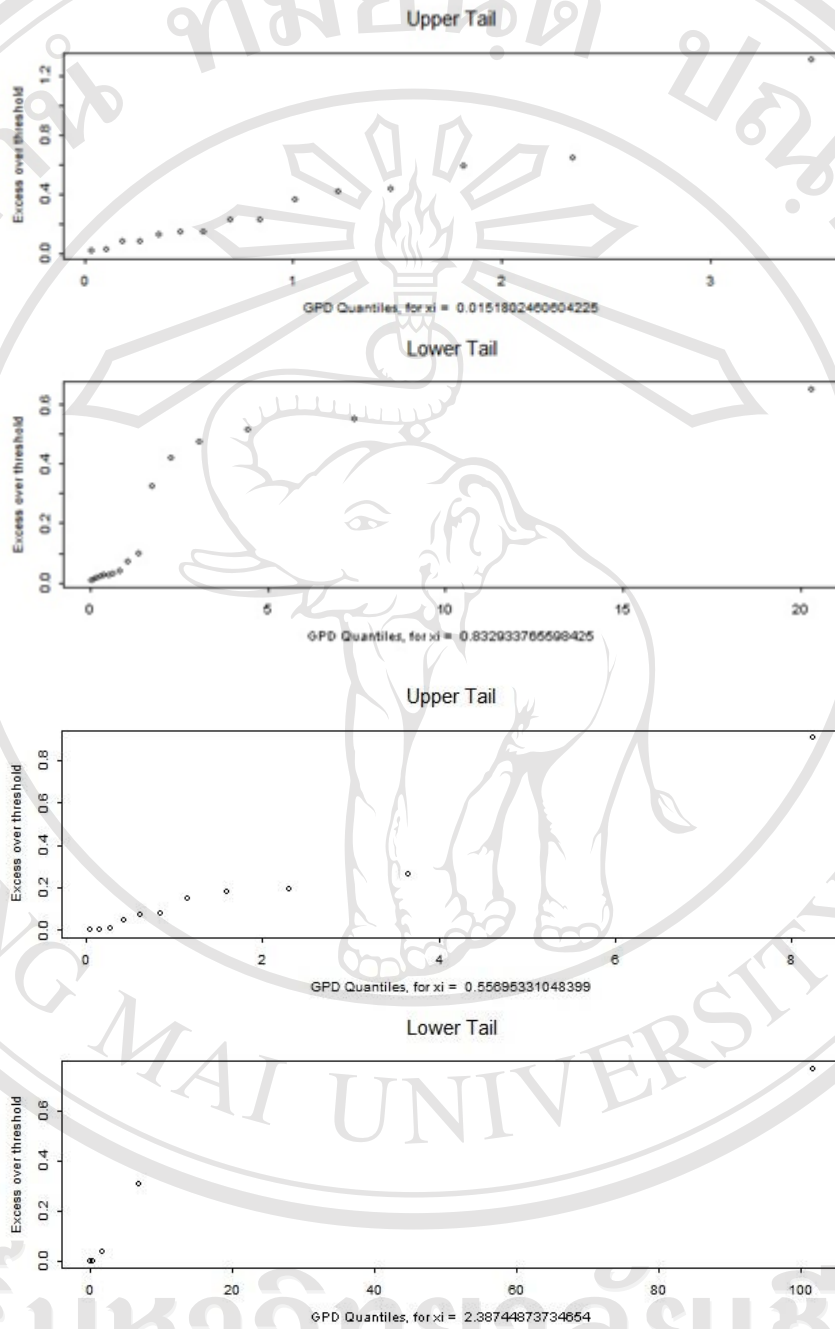 Upper Tail
Excess over threshold
0.0 0.4 0.8 1.2
0 1 2 3
GPD Quantiles, for xi = 0.0151802460604225
Lower Tail
Excess over threshold
0.0 0.2 0.4 0.6
0 5 10 15 20
GPD Quantiles, for xi = 0.832933765598425
Upper Tail
Excess over threshold
0.0 0.2 0.4 0.6 0.8
0 2 4 6 8
GPD Quantiles, for xi = 0.55695331048399
Lower Tail
Excess over threshold
0.0 0.2 0.4 0.6
0 20 40 60 80 100
GPD Quantiles, for xi = 2.38744873734654
MAI UNIVERSITY